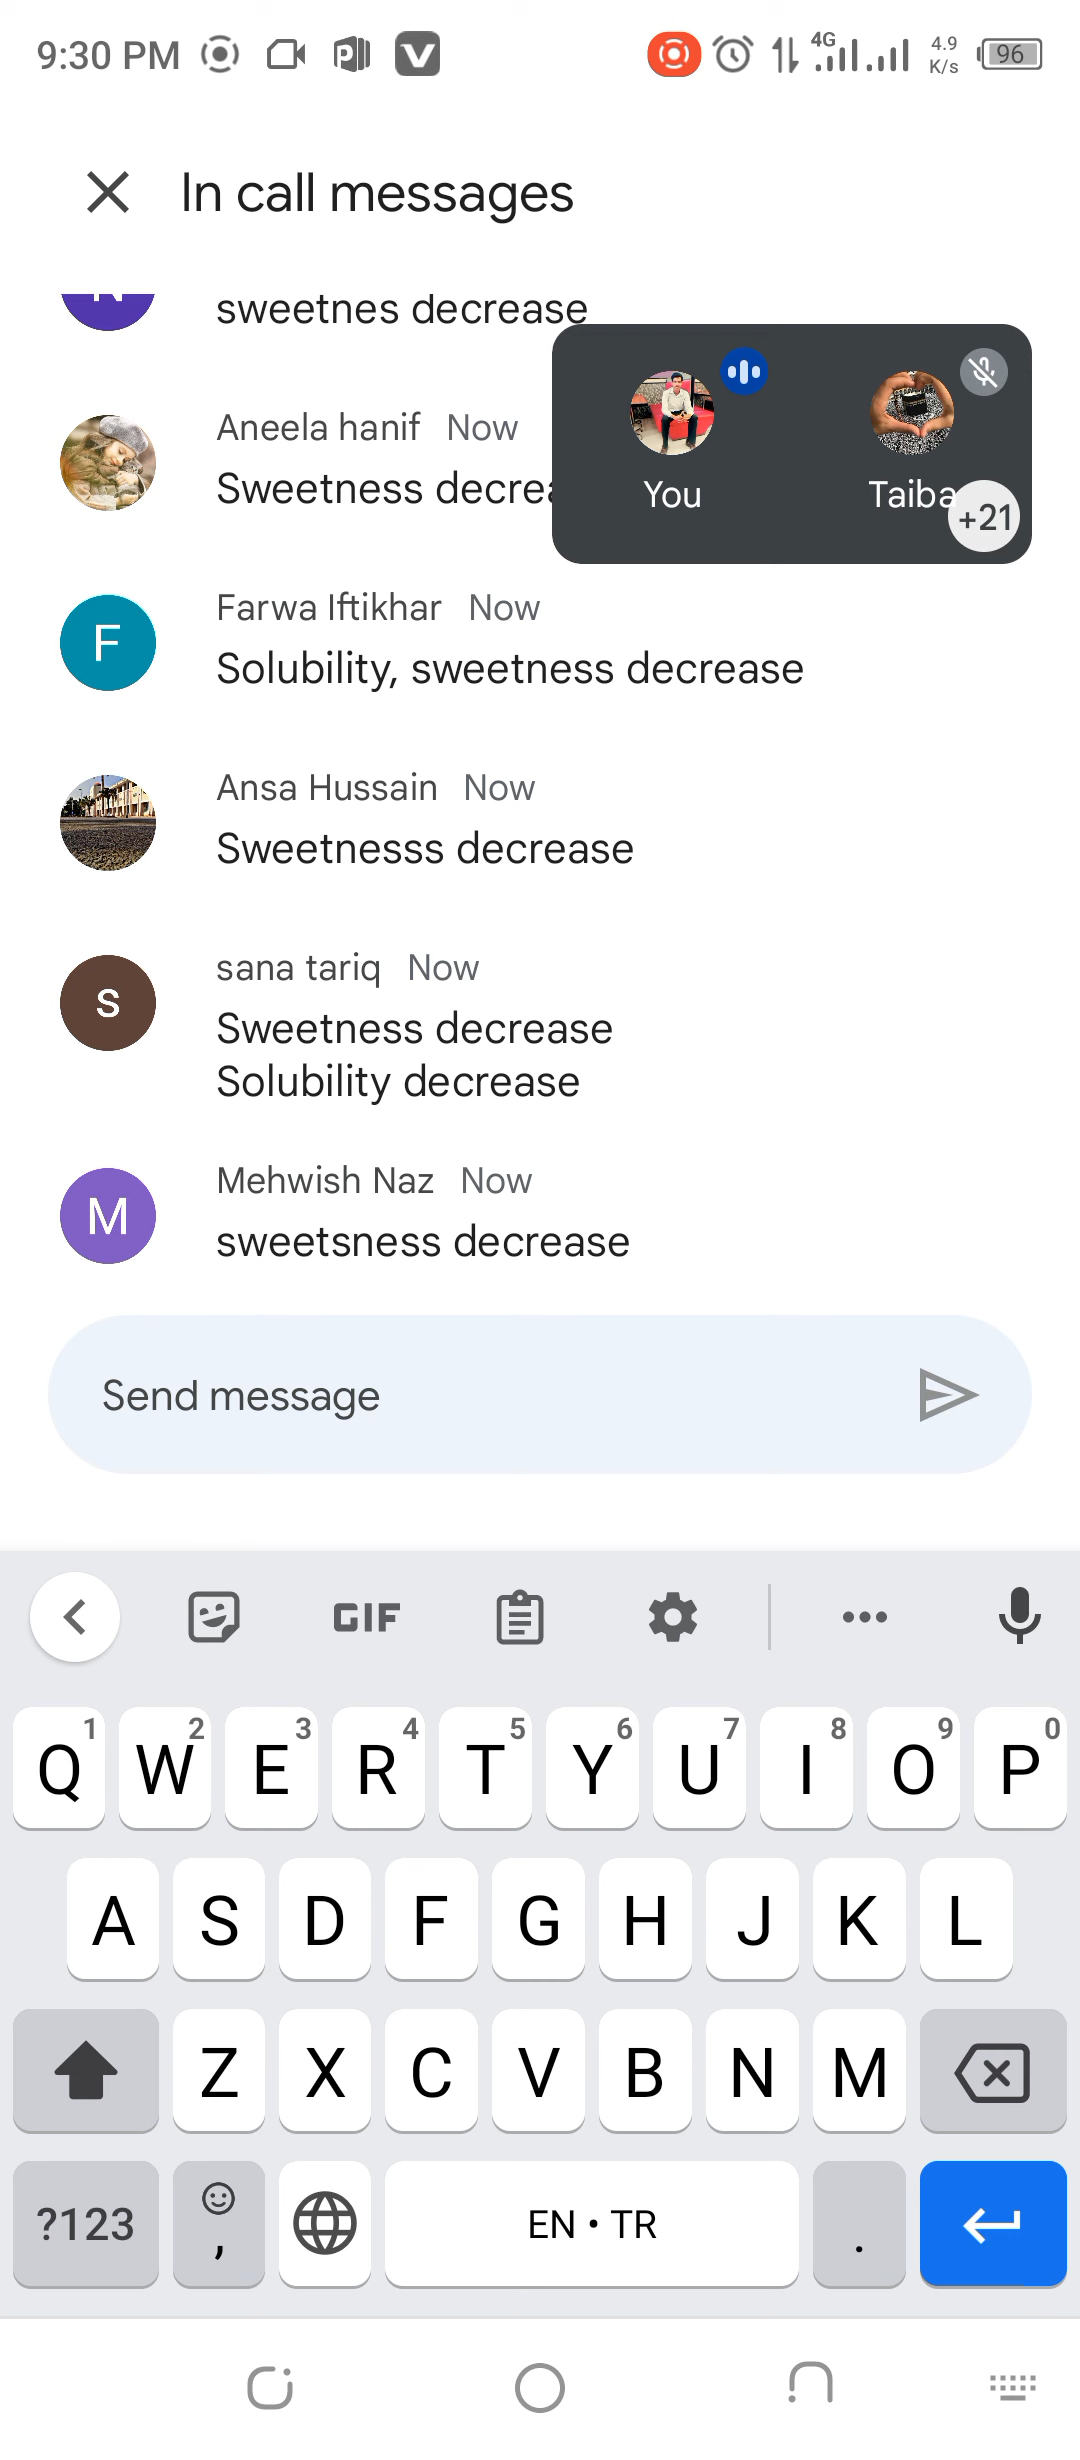 9:30 PM
4G
4.9
K/s
96
In call messages
sweetnes decrease
Aneela hanif Now
Sweetness decrea
You
Taiba
+21
F
Farwa Iftikhar Now
Solubility, sweetness decrease
Ansa Hussain Now
Sweetnesss decrease
s
sana tariq Now
Sweetness decrease
Solubility decrease
M
Mehwish Naz Now
sweetsness decrease
Send message
GIF
1 2 3 4 5 6 7 8 9 0
Q W E R T Y U I O P
A S D F G H J K L
Z X C V B N M
?123 , EN • TR .